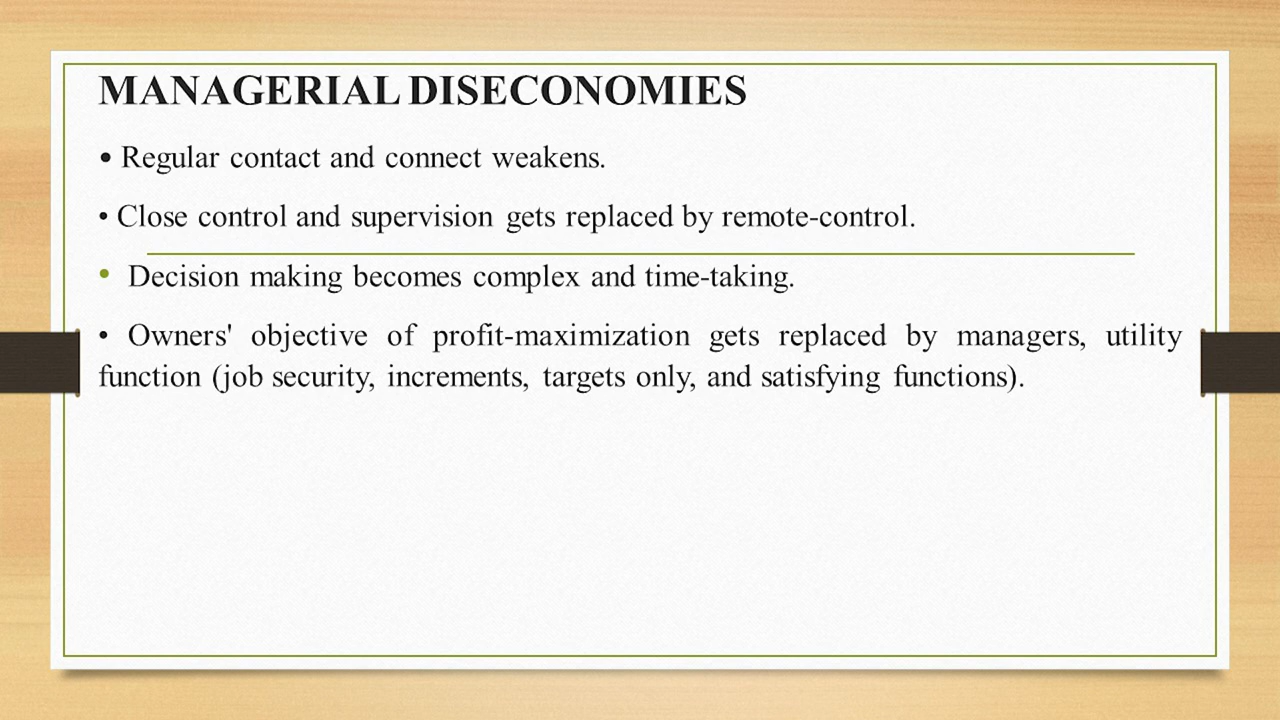 MANAGERIAL DISECONOMIES
• Regular contact and connect weakens.
• Close control and supervision gets replaced by remote-control.
• Decision making becomes complex and time-taking.
• Owners' objective of profit-maximization gets replaced by managers, utility
function (job security, increments, targets only, and satisfying functions).